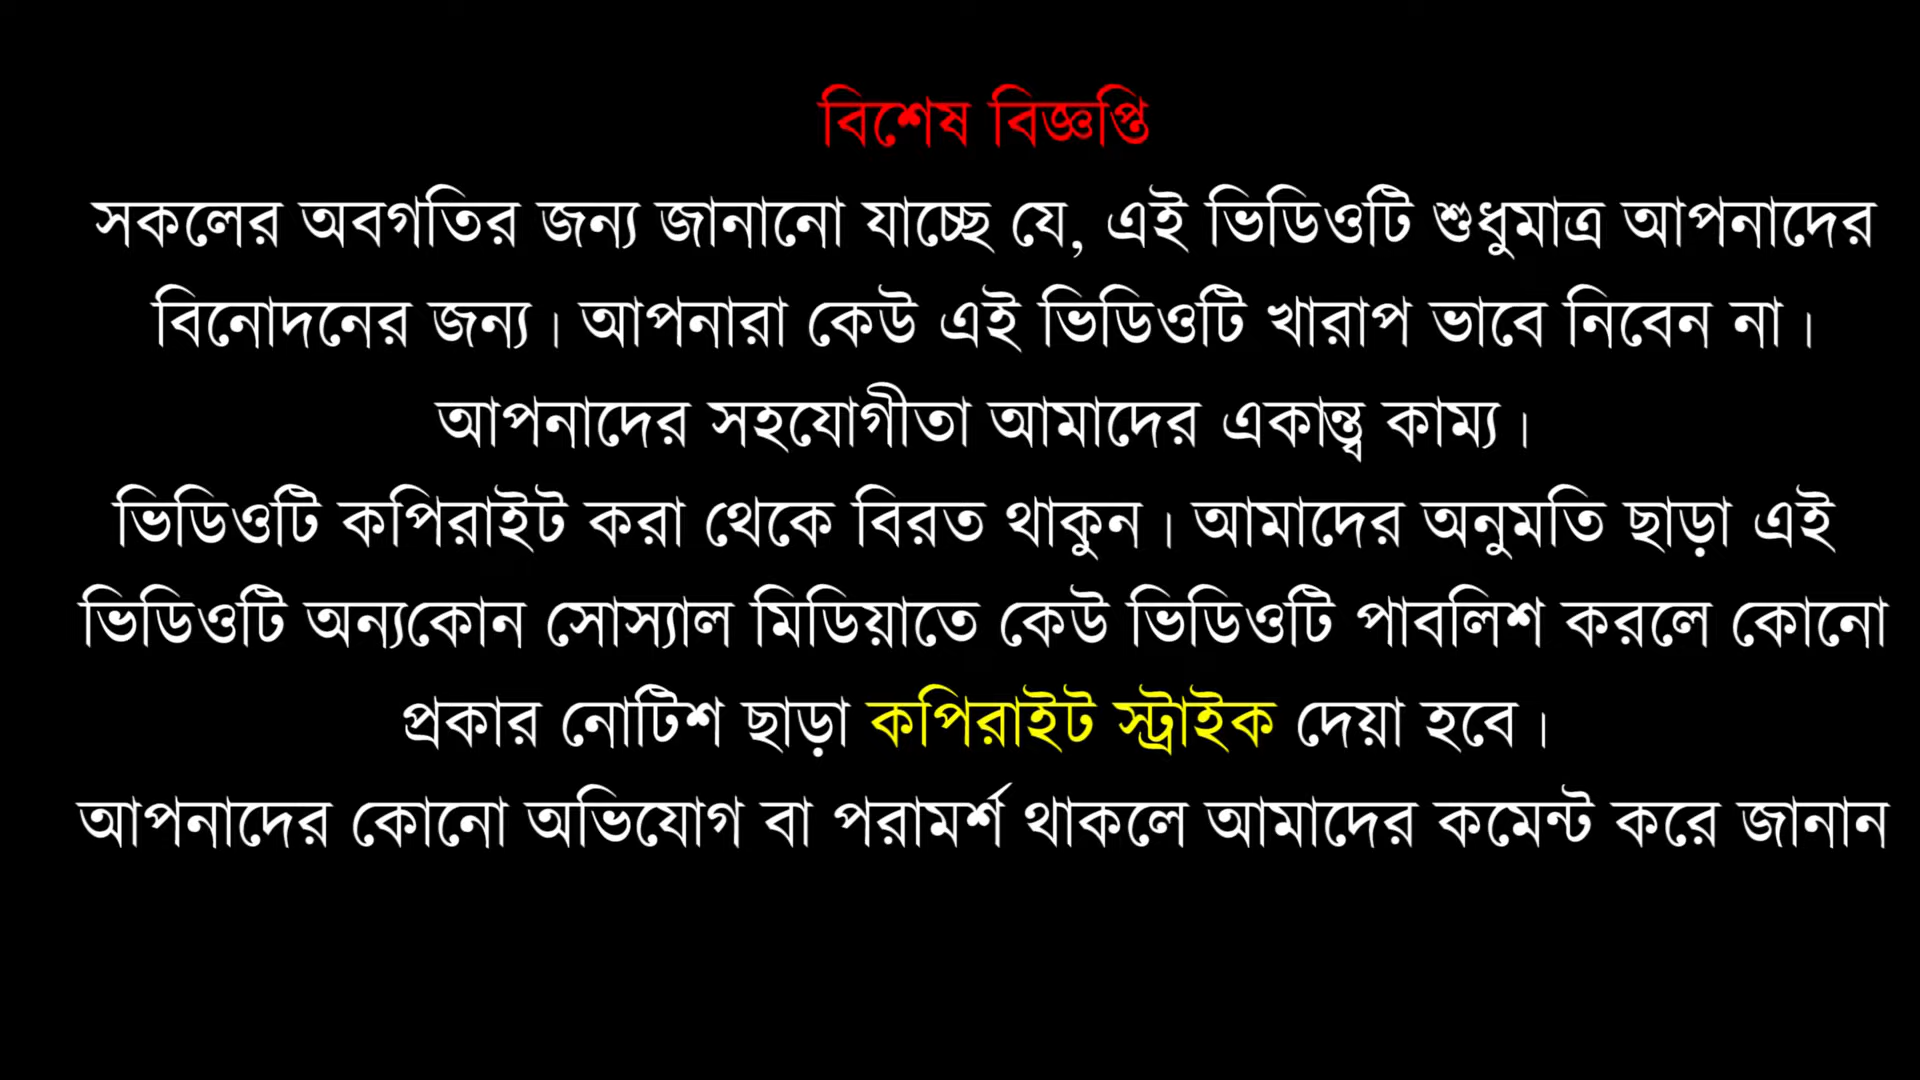 বিশেষ বিজ্ঞপ্তি
সকলের অবগতির জন্য জানানো যাচ্ছে যে, এই ভিডিওটি শুধুমাত্র আপনাদের
বিনোদনের জন্য। আপনারা কেউ এই ভিডিওটি খারাপ ভাবে নিবেন না।
আপনাদের সহযোগীতা আমাদের একান্ত্ব কাম্য।
ভিডিওটি কপিরাইট করা থেকে বিরত থাকুন। আমাদের অনুমতি ছাড়া এই
ভিডিওটি অন্যকোন সোস্যাল মিডিয়াতে কেউ ভিডিওটি পাবলিশ করলে কোনো
প্রকার নোটিশ ছাড়া কপিরাইট স্ট্রাইক দেয়া হবে।
আপনাদের কোনো অভিযোগ বা পরামর্শ থাকলে আমাদের কমেন্ট করে জানান